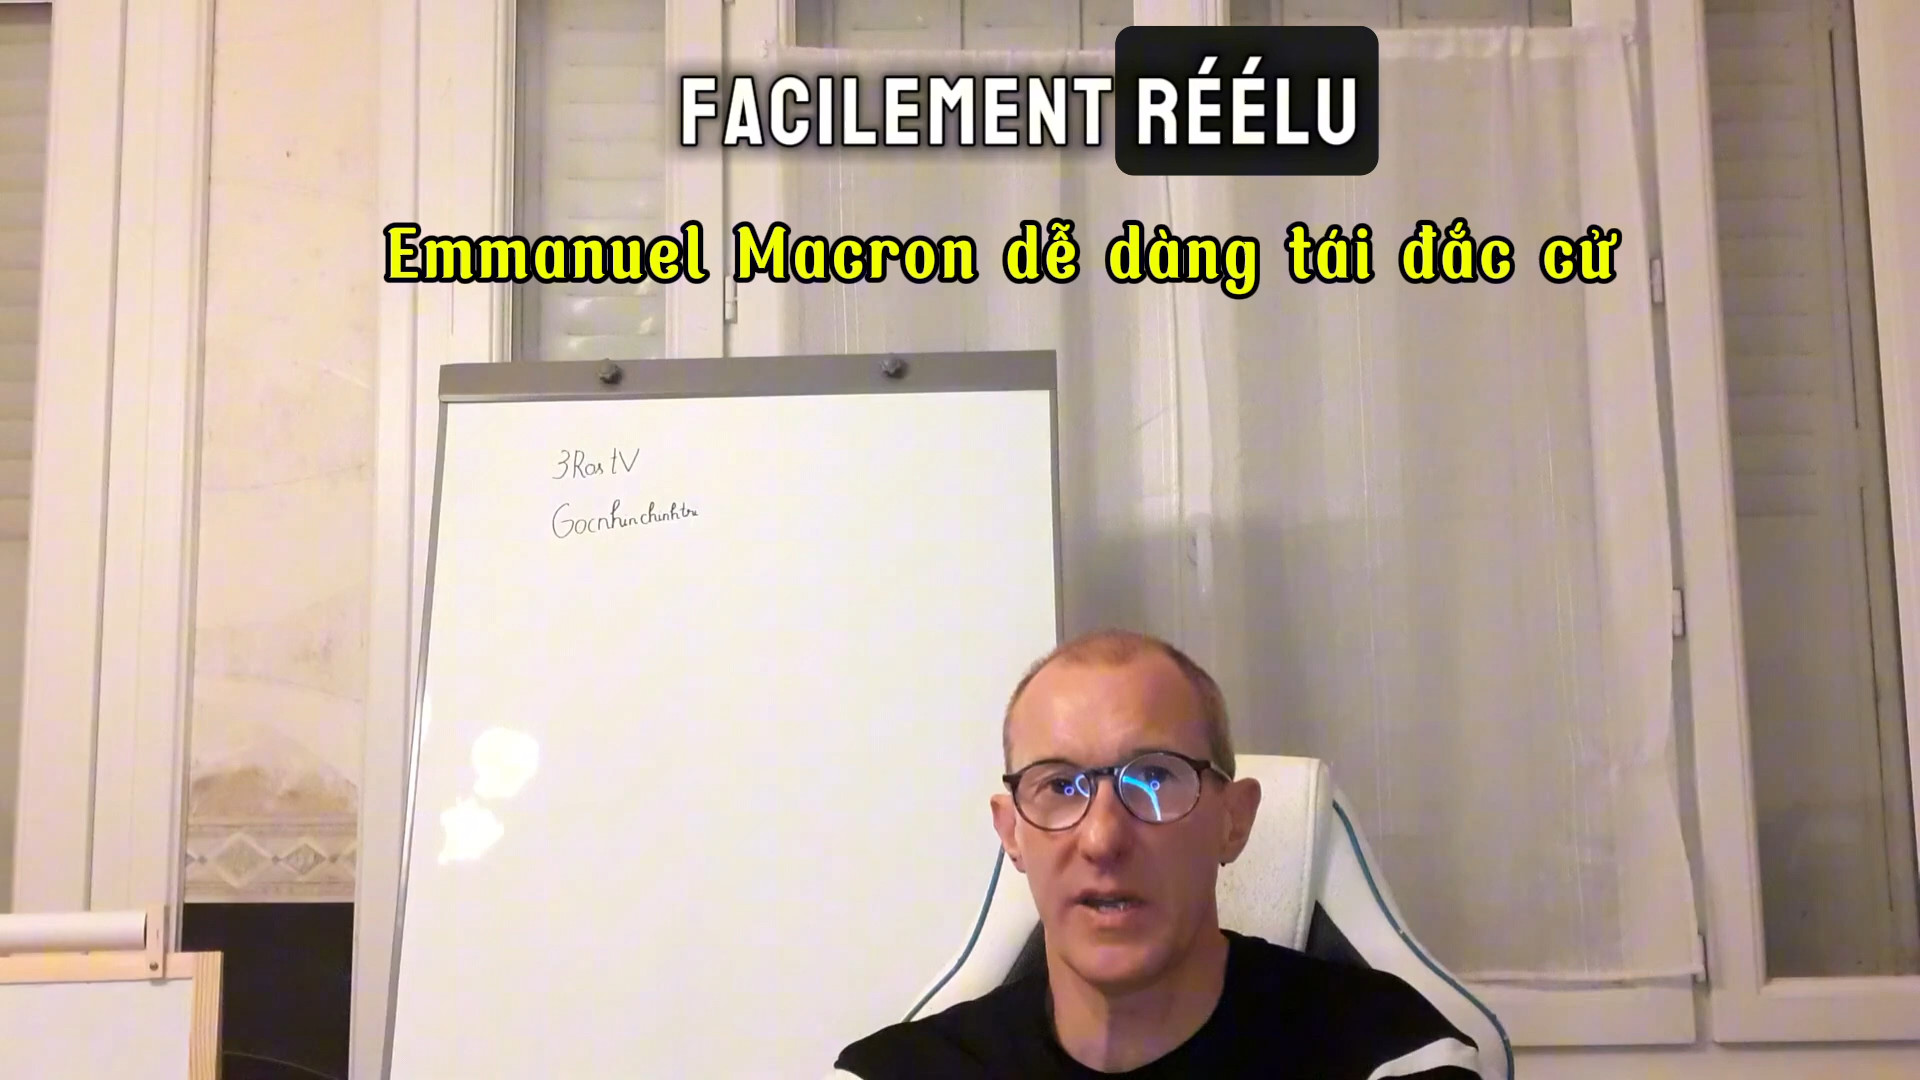 FACILEMENT RÉÉLU
Emmanuel Macron dễ dàng tái đắc cử
3Ros tV
Gocnhinchinhtri